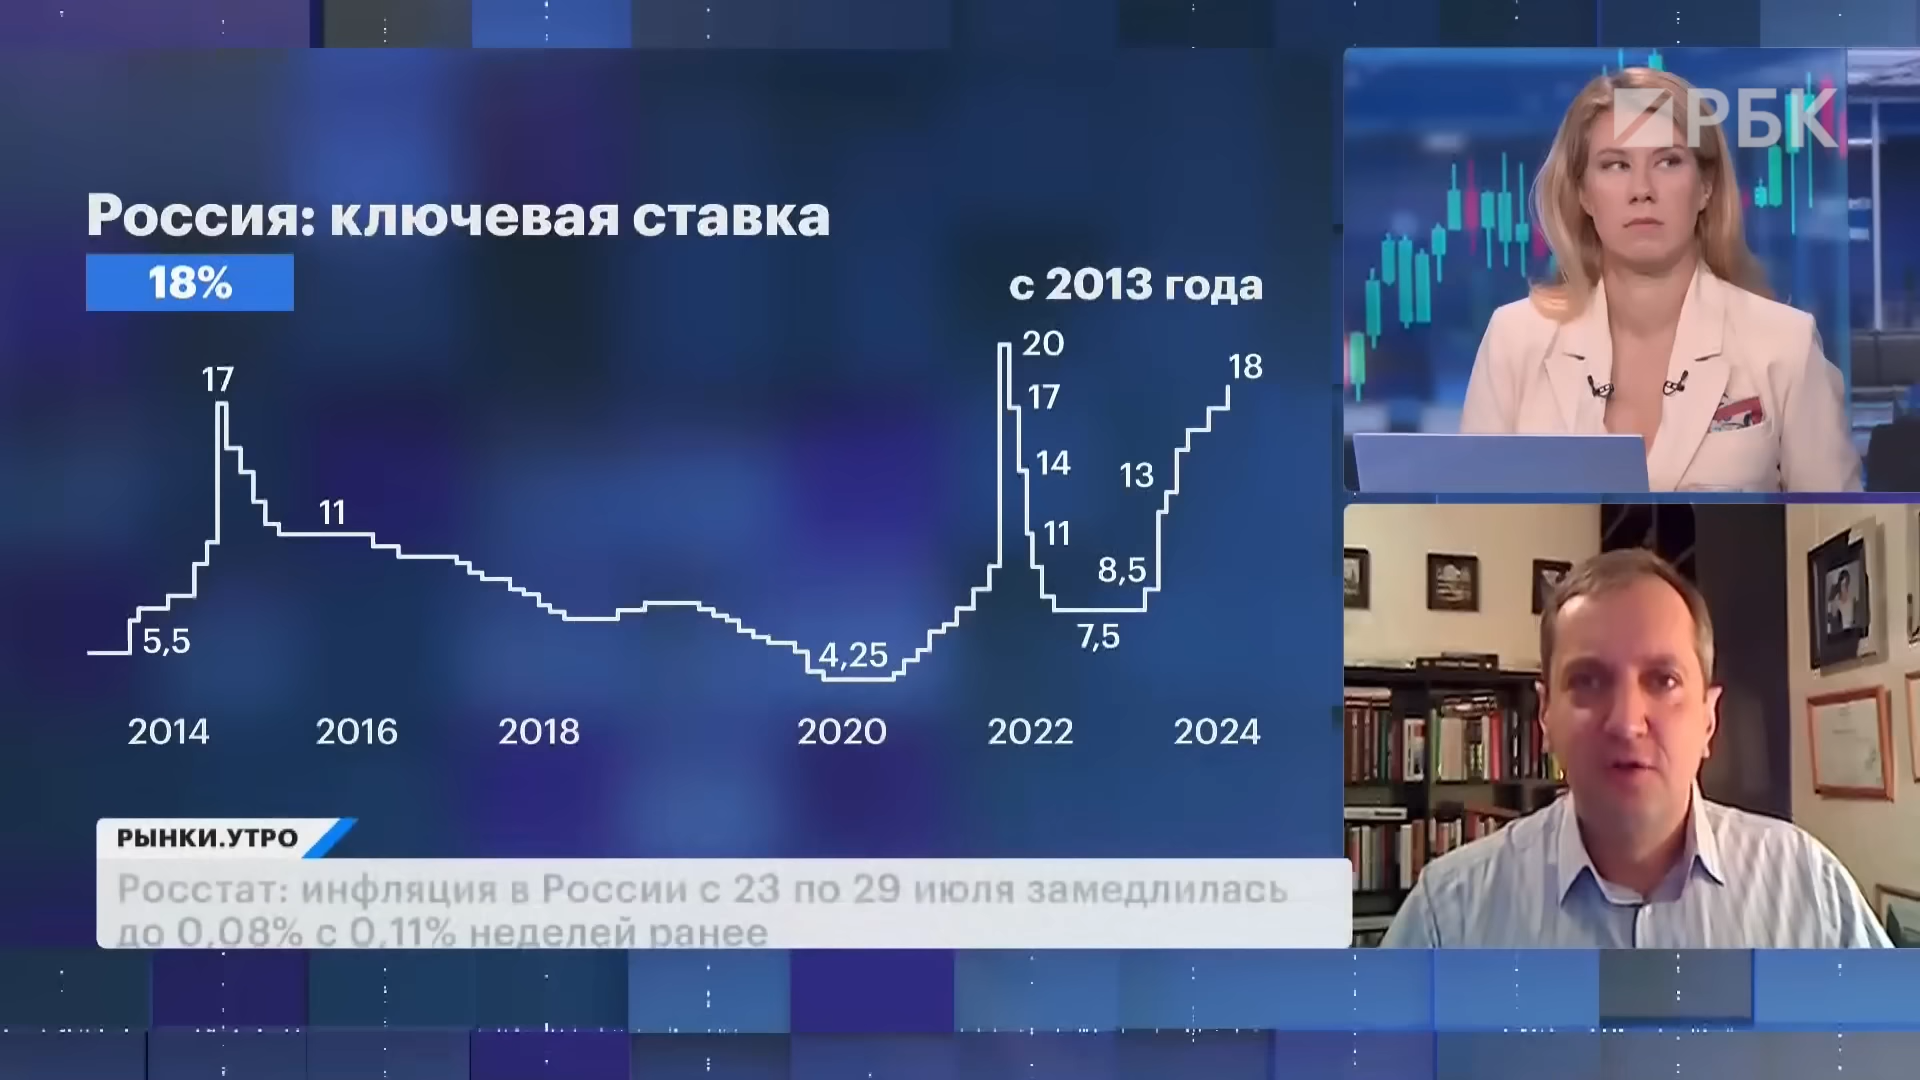 РБК
Россия: ключевая ставка
18%
с 2013 года
20
18
17
17
14
13
11
11
8,5
7,5
5,5
4,25
2014 2016 2018 2020 2022 2024
РЫНКИ.УТРО
Росстат: инфляция в России с 23 по 29 июля замедлилась
до 0,08% с 0,11% неделей ранее